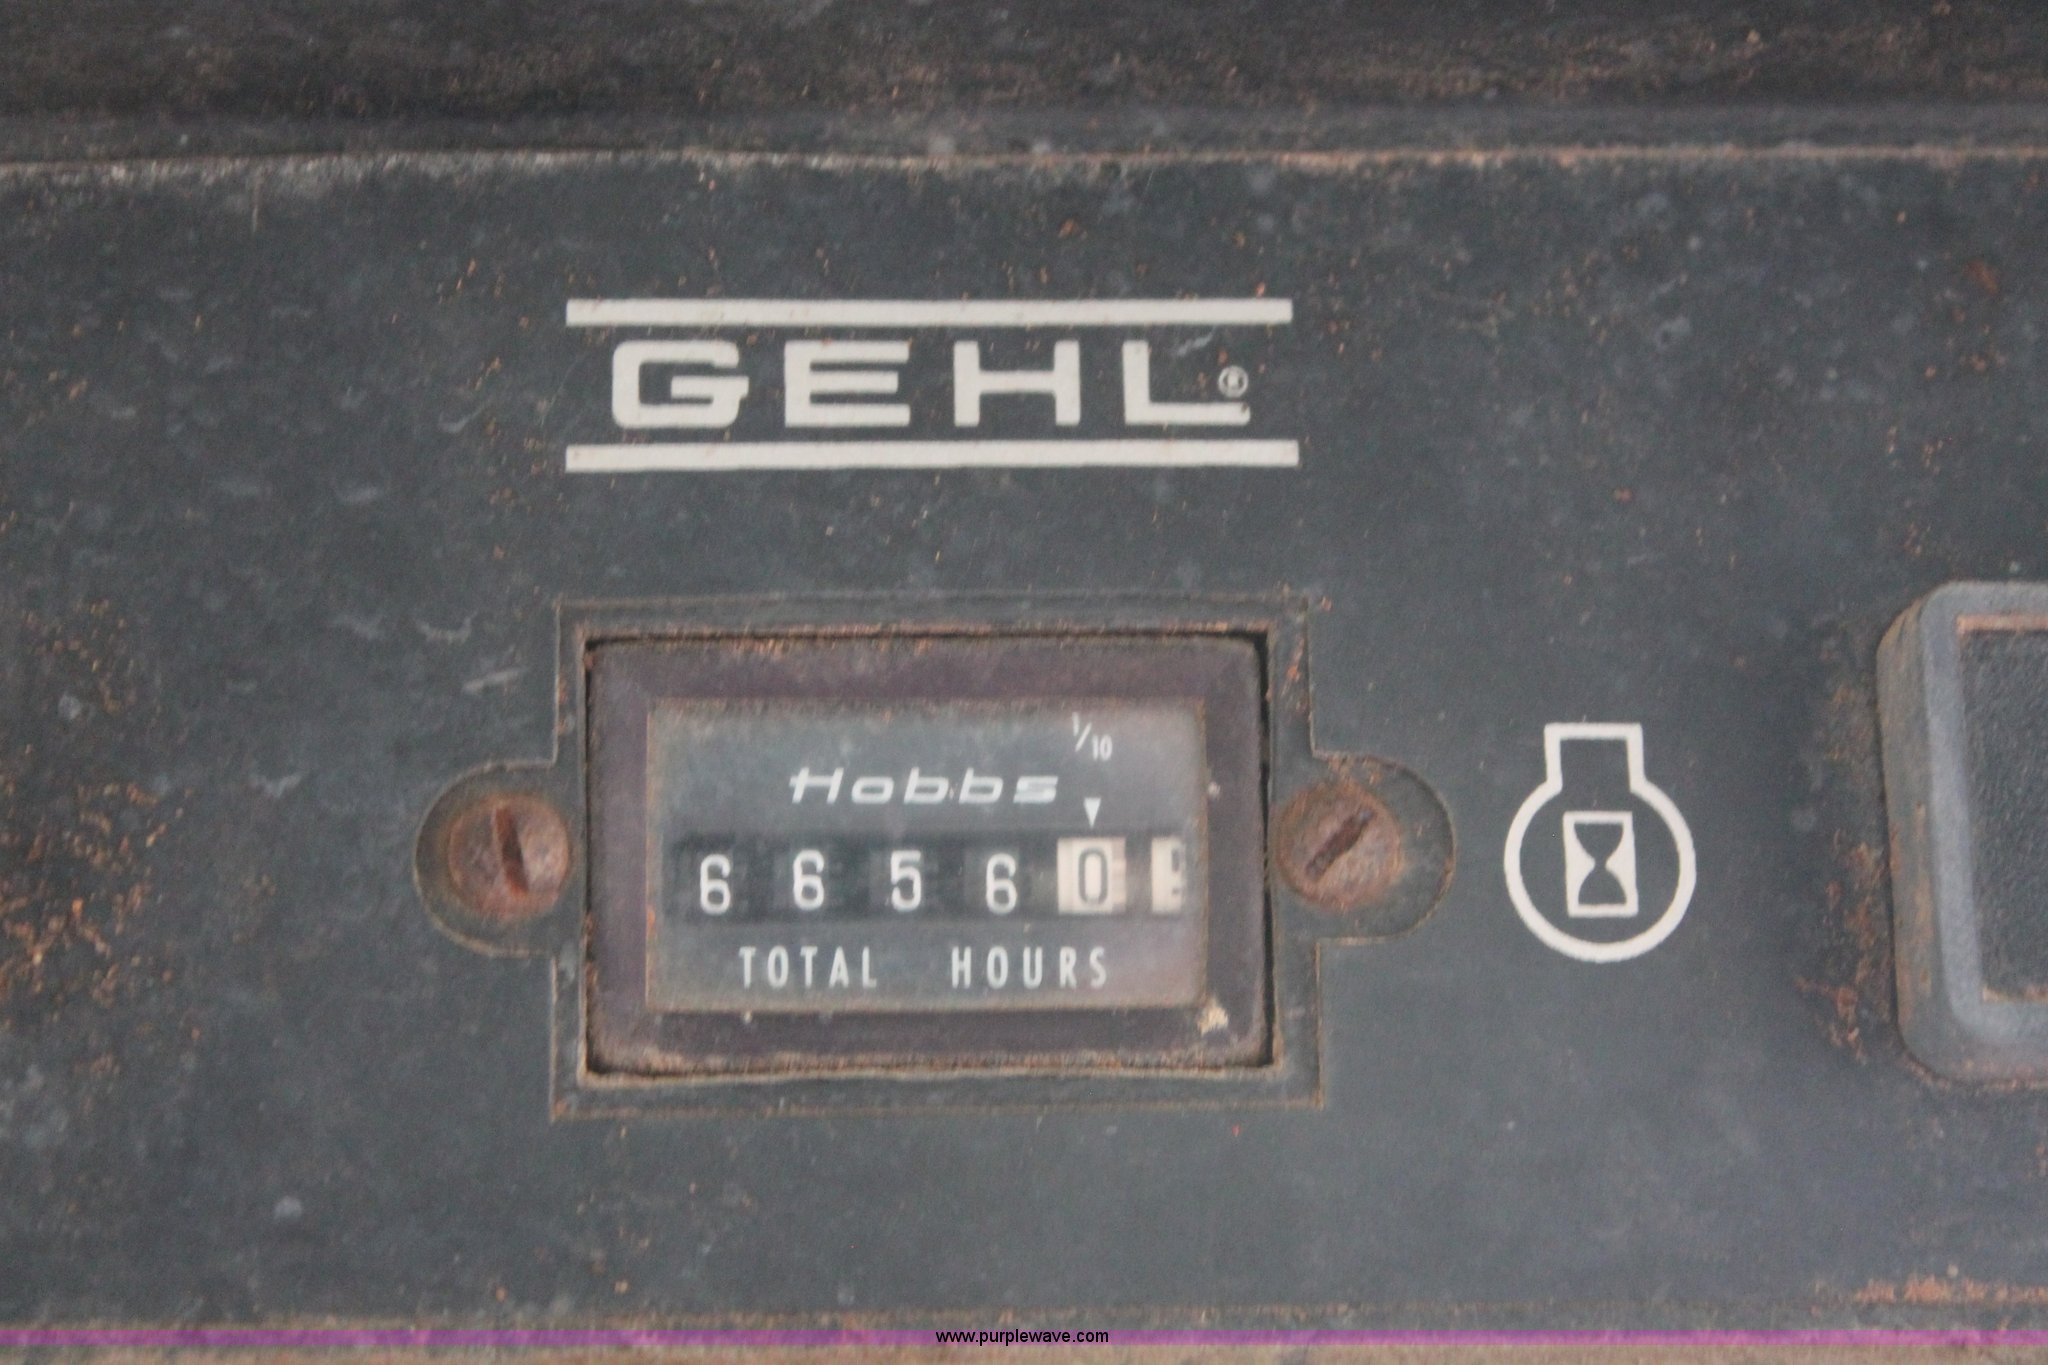 GEHL®
1/10
Hobbs
6 6 5 6 0
TOTAL HOURS
www.purplewave.com